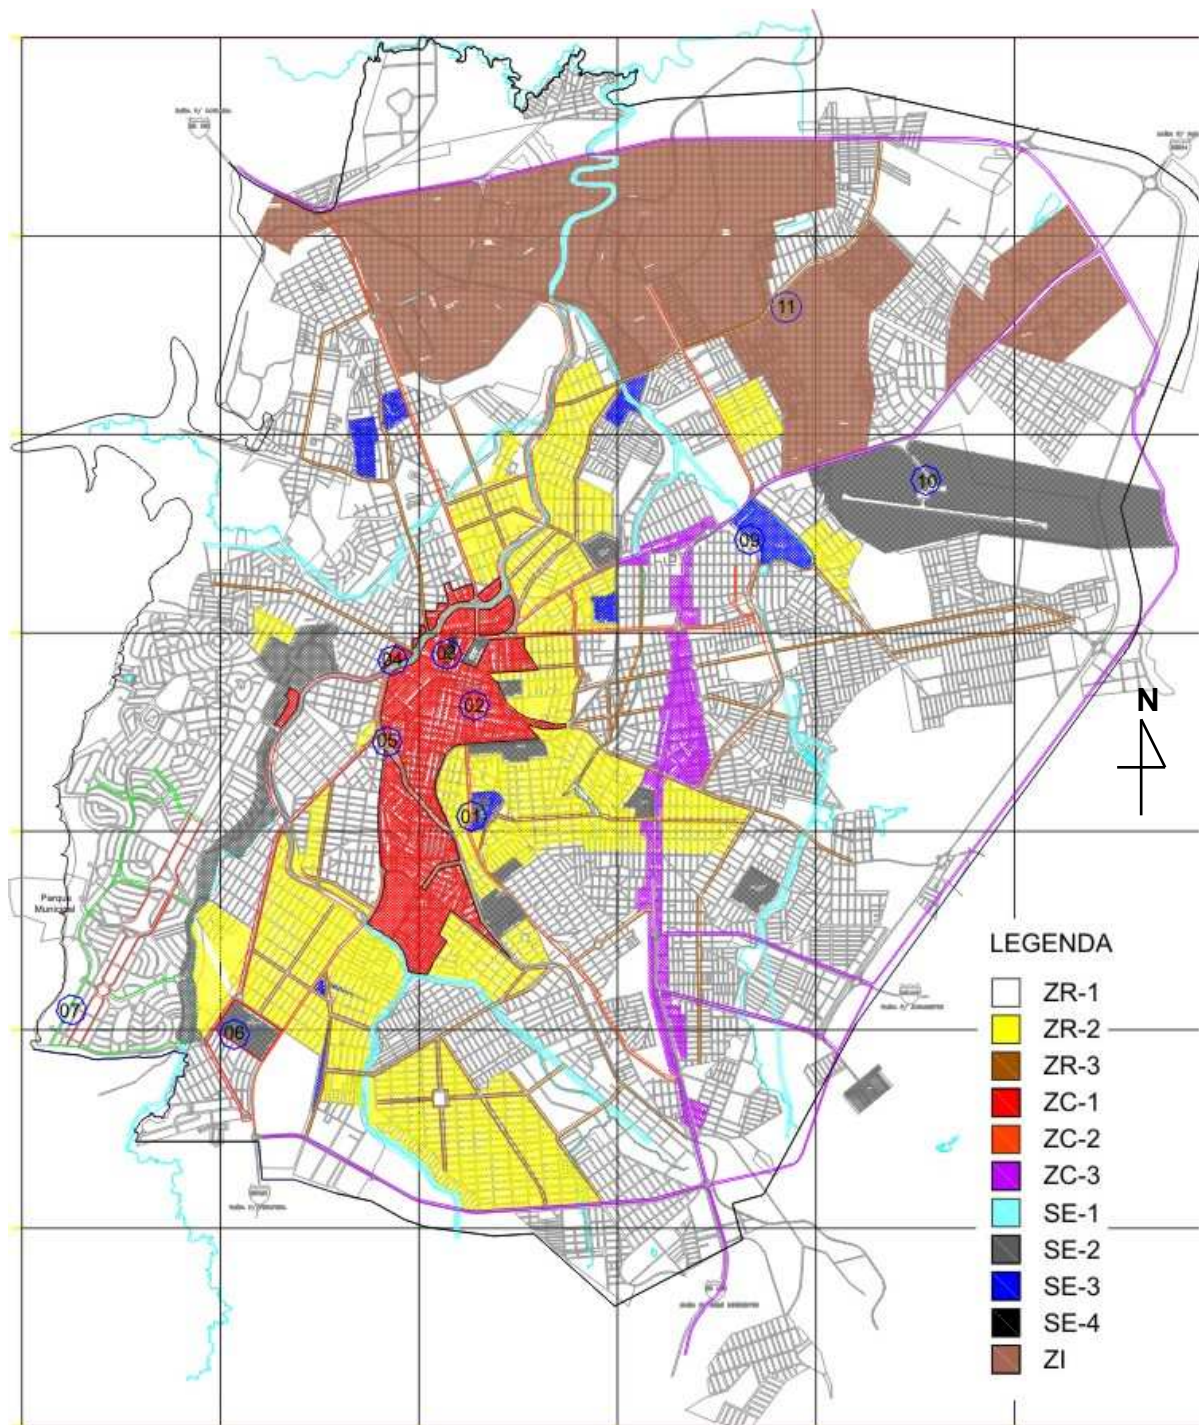 11
10
09
03
04
02
05
01
Parque
Municipal
07
06
N
LEGENDA
ZR-1
ZR-2
ZR-3
ZC-1
ZC-2
ZC-3
SE-1
SE-2
SE-3
SE-4
ZI